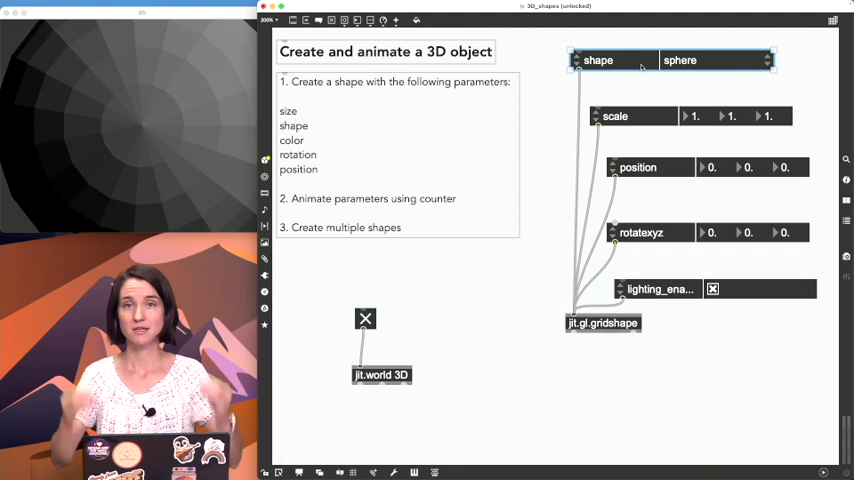 3D
3D_shapes (unlocked)
200%
Create and animate a 3D object
1. Create a shape with the following parameters:
size
shape
color
rotation
position
2. Animate parameters using counter
3. Create multiple shapes
shape sphere
scale 1. 1. 1.
position 0. 0. 0.
rotatexyz 0. 0. 0.
lighting_ena...
jit.gl.gridshape
jit.world 3D